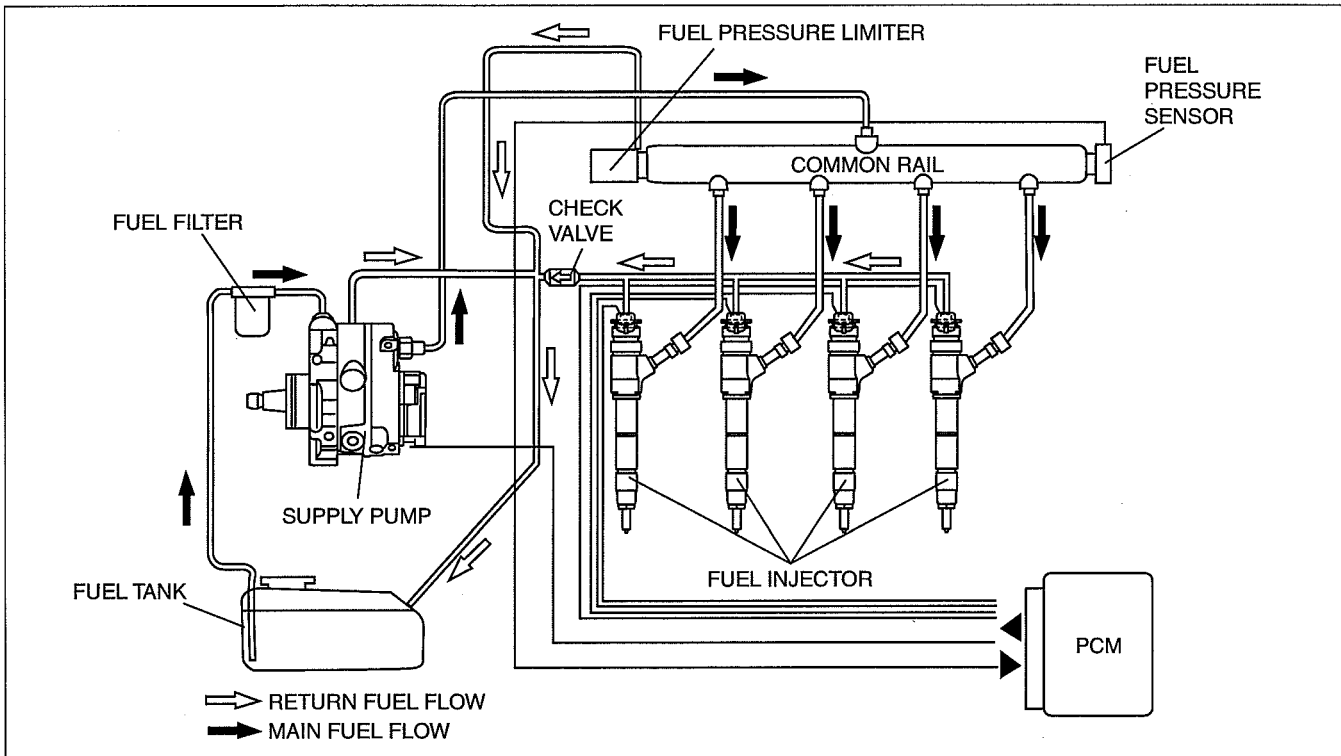 FUEL PRESSURE LIMITER
FUEL
PRESSURE
SENSOR
COMMON RAIL
CHECK
VALVE
FUEL FILTER
SUPPLY PUMP
FUEL INJECTOR
FUEL TANK
PCM
RETURN FUEL FLOW
MAIN FUEL FLOW